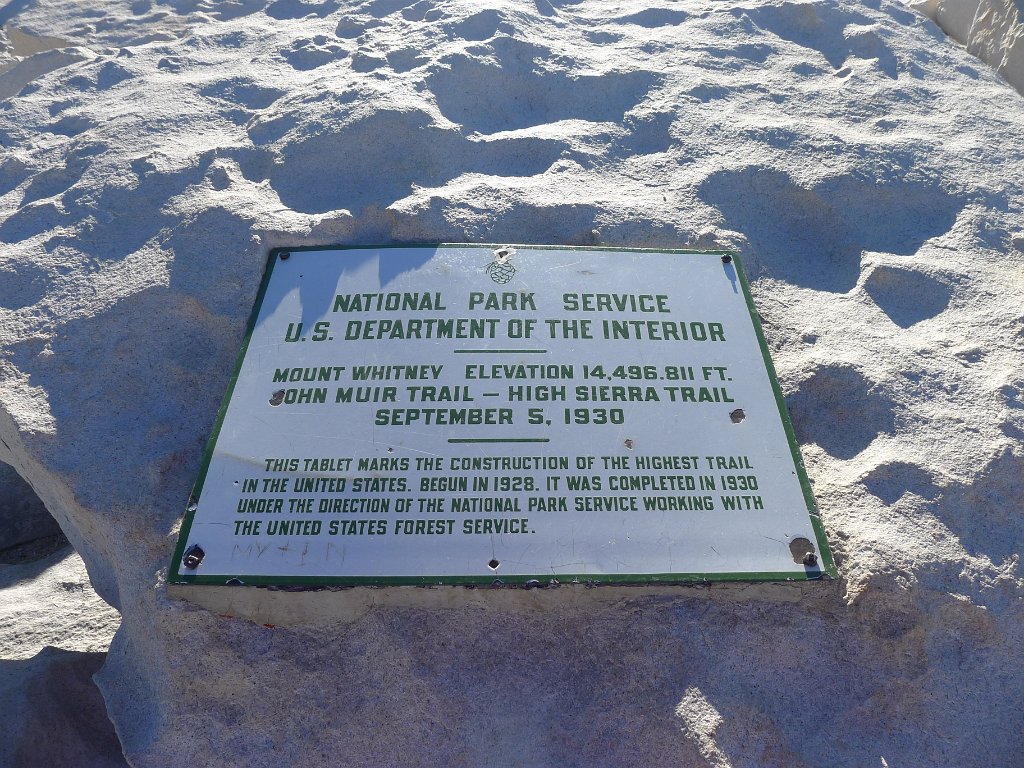 NATIONAL PARK SERVICE
U.S. DEPARTMENT OF THE INTERIOR
MOUNT WHITNEY ELEVATION 14,496.811 FT.
JOHN MUIR TRAIL — HIGH SIERRA TRAIL
SEPTEMBER 5, 1930
THIS TABLET MARKS THE CONSTRUCTION OF THE HIGHEST TRAIL
IN THE UNITED STATES. BEGUN IN 1928. IT WAS COMPLETED IN 1930
UNDER THE DIRECTION OF THE NATIONAL PARK SERVICE WORKING WITH
THE UNITED STATES FOREST SERVICE.